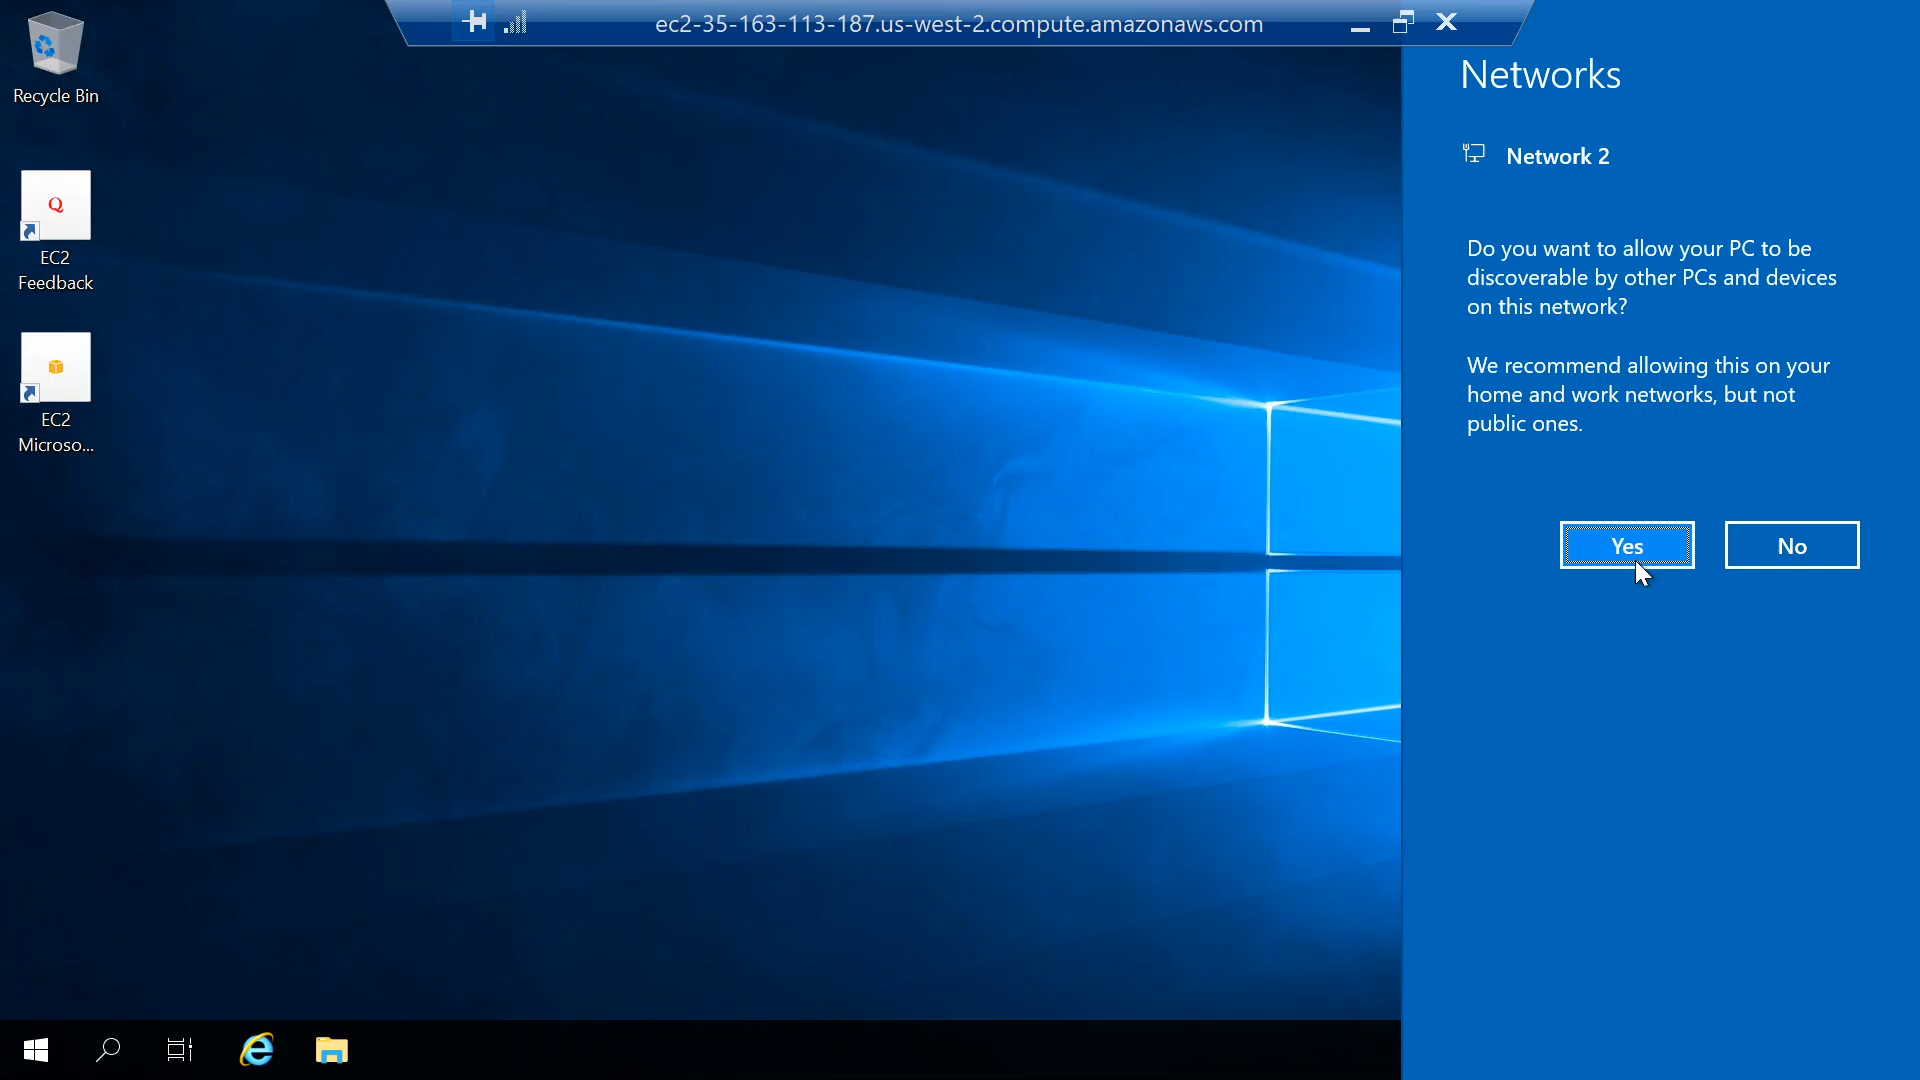 ec2-35-163-113-187.us-west-2.compute.amazonaws.com
Recycle Bin
Q
EC2
Feedback
EC2
Microso...
Networks
Network 2
Do you want to allow your PC to be
discoverable by other PCs and devices
on this network?
We recommend allowing this on your
home and work networks, but not
public ones.
Yes
No